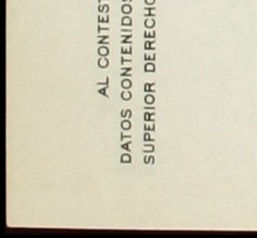 AL CONTEST
DATOS CONTENIDOS
SUPERIOR DERECHO